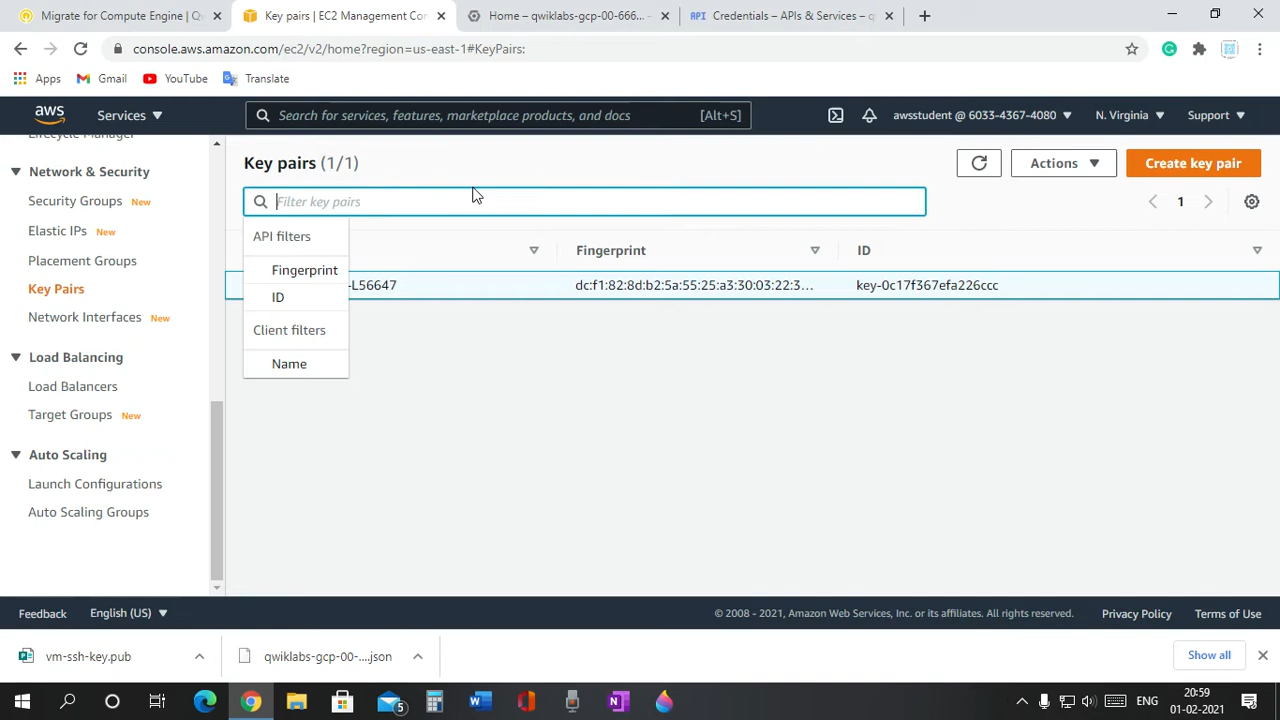 Migrate for Compute Engine | Qw
Key pairs | EC2 Management Con
Home – qwiklabs-gcp-00-666...
API Credentials – APIs & Services – q
console.aws.amazon.com/ec2/v2/home?region=us-east-1#KeyPairs:
Apps Gmail YouTube Translate
aws Services Search for services, features, marketplace products, and docs [Alt+S] awsstudent @ 6033-4367-4080 N. Virginia Support
Lifecycle Manager
Network & Security
Security Groups New
Elastic IPs New
Placement Groups
Key Pairs
Network Interfaces New
Load Balancing
Load Balancers
Target Groups New
Auto Scaling
Launch Configurations
Auto Scaling Groups
Key pairs (1/1)
Actions
Create key pair
Filter key pairs
1
API filters
Fingerprint
ID
Client filters
Name
Fingerprint ID
-L56647 dc:f1:82:8d:b2:5a:55:25:a3:30:03:22:3... key-0c17f367efa226ccc
Feedback English (US) © 2008 - 2021, Amazon Web Services, Inc. or its affiliates. All rights reserved. Privacy Policy Terms of Use
vm-ssh-key.pub qwiklabs-gcp-00-....json Show all
5
ENG
20:59
01-02-2021